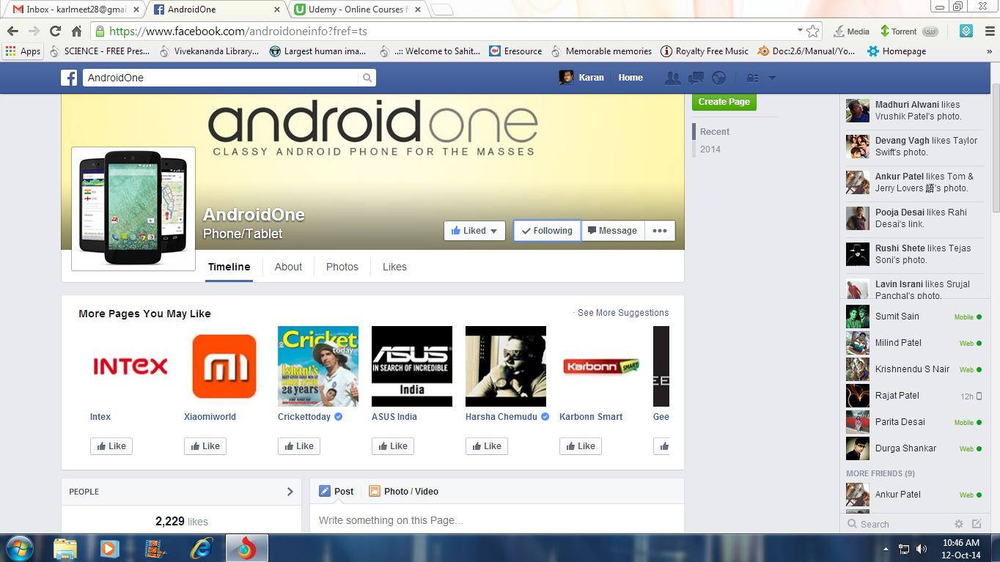 Inbox - karlmeet28@gmai
AndroidOne
Udemy - Online Courses f
https://www.facebook.com/androidoneinfo?fref=ts
Media
Torrent
Off
Apps
SCIENCE - FREE Pres...
Vivekananda Library...
Largest human ima...
..:: Welcome to Sahit...
Eresource
Memorable memories
Royalty Free Music
Doc:2.6/Manual/Yo...
Homepage
»
AndroidOne
Karan
Home
androidone
CLASSY ANDROID PHONE FOR THE MASSES
AndroidOne
Phone/Tablet
Liked
Following
Message
Timeline
About
Photos
Likes
Create Page
Recent
2014
More Pages You May Like
· See More Suggestions
INTEX
Cricket
today
Ishant's
28 years
ASUS
IN SEARCH OF INCREDIBLE
India
Karbonn SMART
EE
Intex
Xiaomiworld
Crickettoday
ASUS India
Harsha Chemudu
Karbonn Smart
Gee
Like
Like
Like
Like
Like
Like
PEOPLE
2,229 likes
Post
Photo / Video
Write something on this Page...
Madhuri Alwani likes
Vrushik Patel's photo.
Devang Vagh likes Taylor
Swift's photo.
Ankur Patel likes Tom &
Jerry Lovers 語's photo.
Pooja Desai likes Rahi
Desai's link.
Rushi Shete likes Tejas
Soni's photo.
Lavin Israni likes Srujal
Panchal's photo.
Sumit Sain Mobile
Milind Patel Web
Krishnendu S Nair Web
Rajat Patel 12h
Parita Desai Mobile
Durga Shankar Web
MORE FRIENDS (9)
Ankur Patel Web
Search
10:46 AM
12-Oct-14